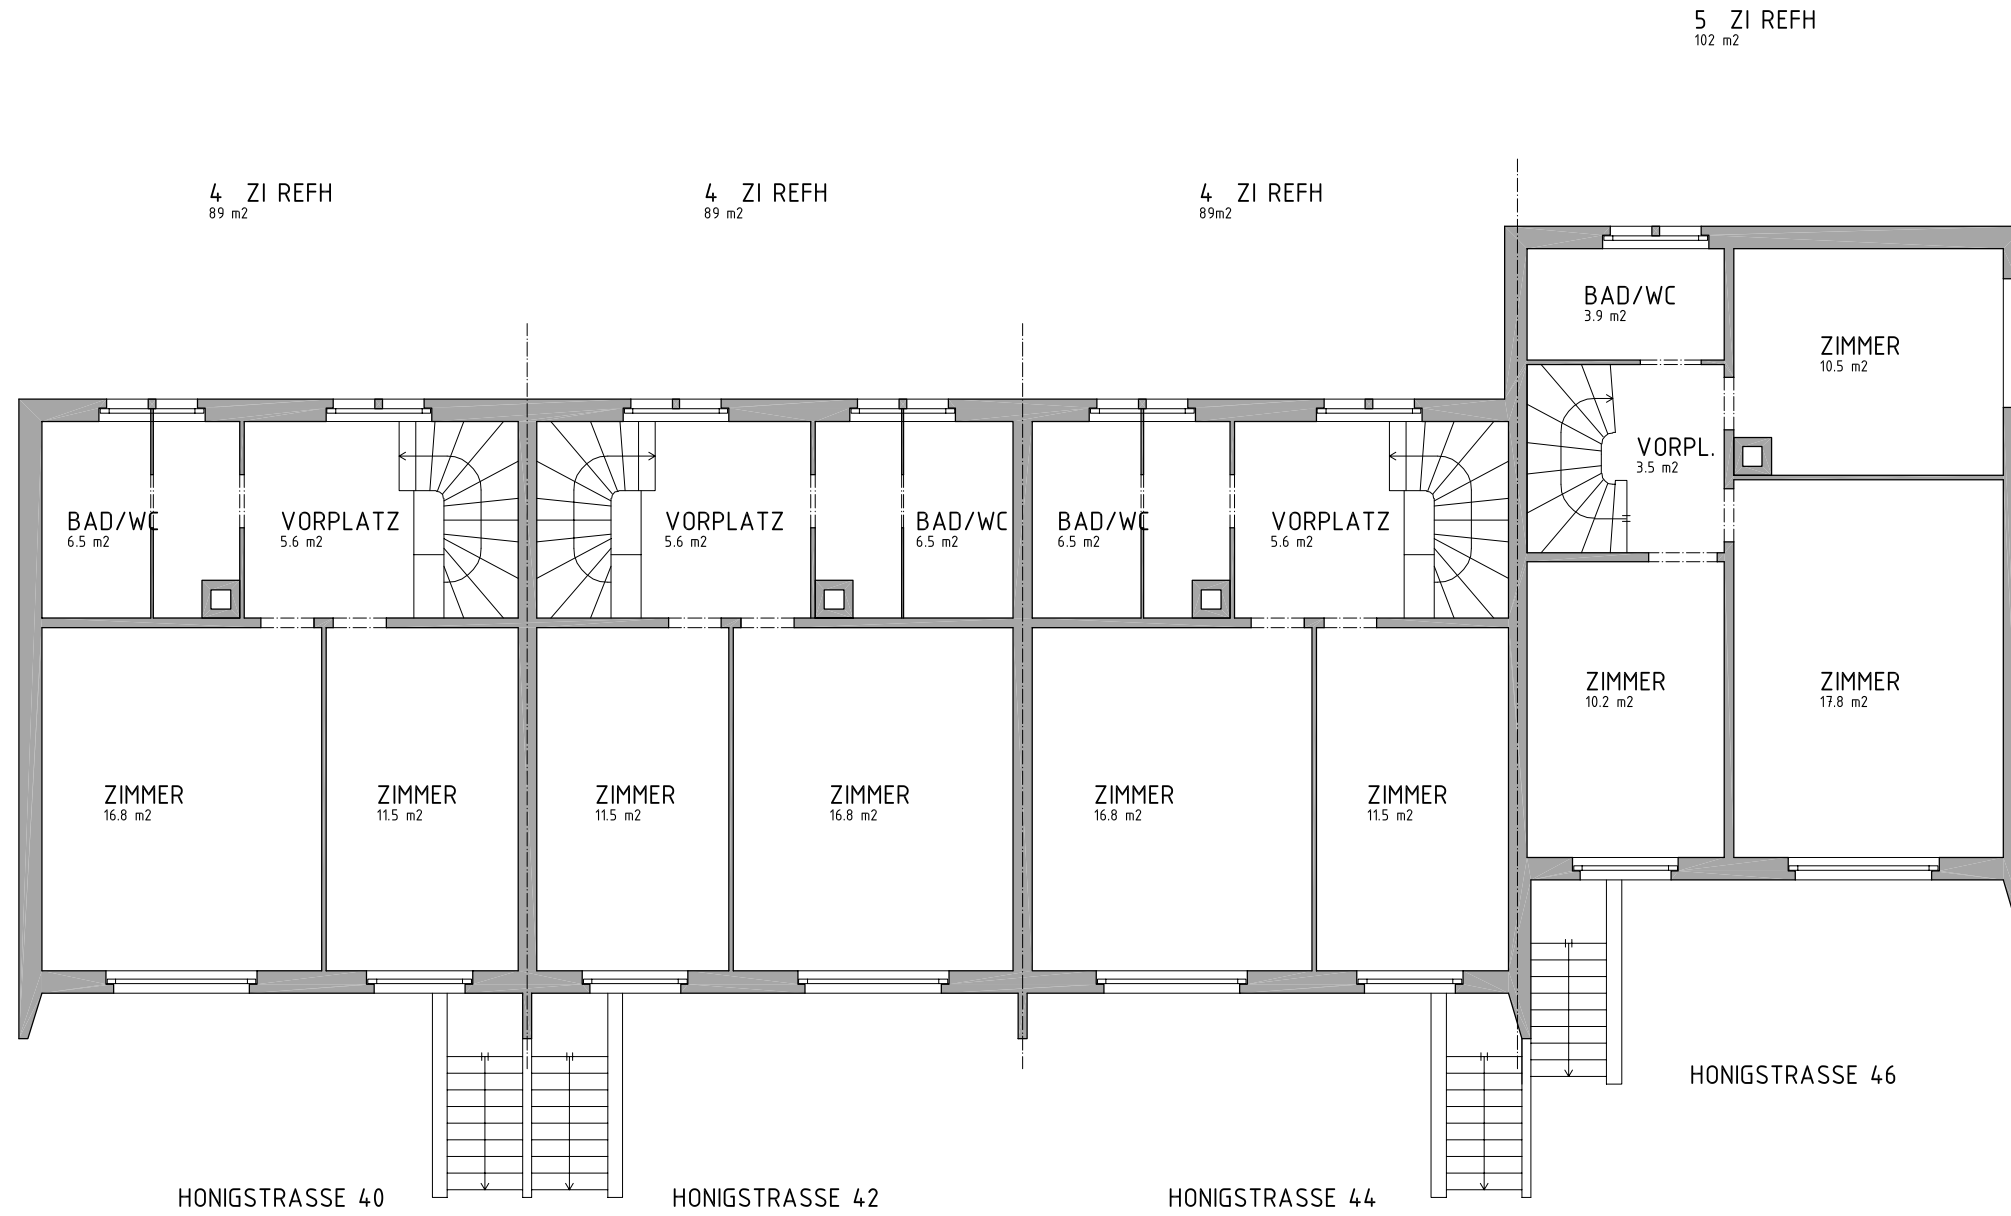 5 ZI REFH
102 m2
4 ZI REFH
89 m2
4 ZI REFH
89 m2
4 ZI REFH
89m2
BAD/WC
3.9 m2
ZIMMER
10.5 m2
VORPL.
3.5 m2
BAD/WC
6.5 m2
VORPLATZ
5.6 m2
VORPLATZ
5.6 m2
BAD/WC
6.5 m2
BAD/WC
6.5 m2
VORPLATZ
5.6 m2
ZIMMER
10.2 m2
ZIMMER
17.8 m2
ZIMMER
16.8 m2
ZIMMER
11.5 m2
ZIMMER
11.5 m2
ZIMMER
16.8 m2
ZIMMER
16.8 m2
ZIMMER
11.5 m2
HONIGSTRASSE 46
HONIGSTRASSE 40
HONIGSTRASSE 42
HONIGSTRASSE 44